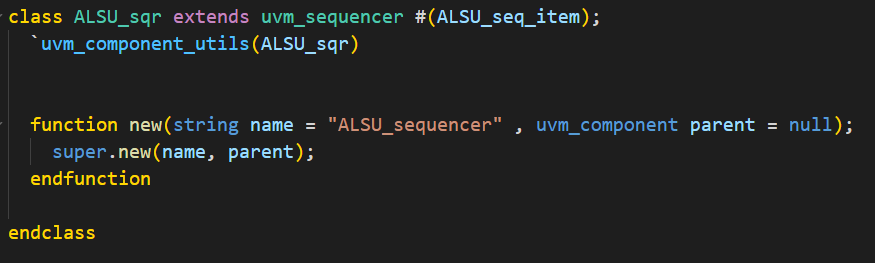 class ALSU_sqr extends uvm_sequencer #(ALSU_seq_item);
`uvm_component_utils(ALSU_sqr)
function new(string name = "ALSU_sequencer" , uvm_component parent = null);
super.new(name, parent);
endfunction
endclass